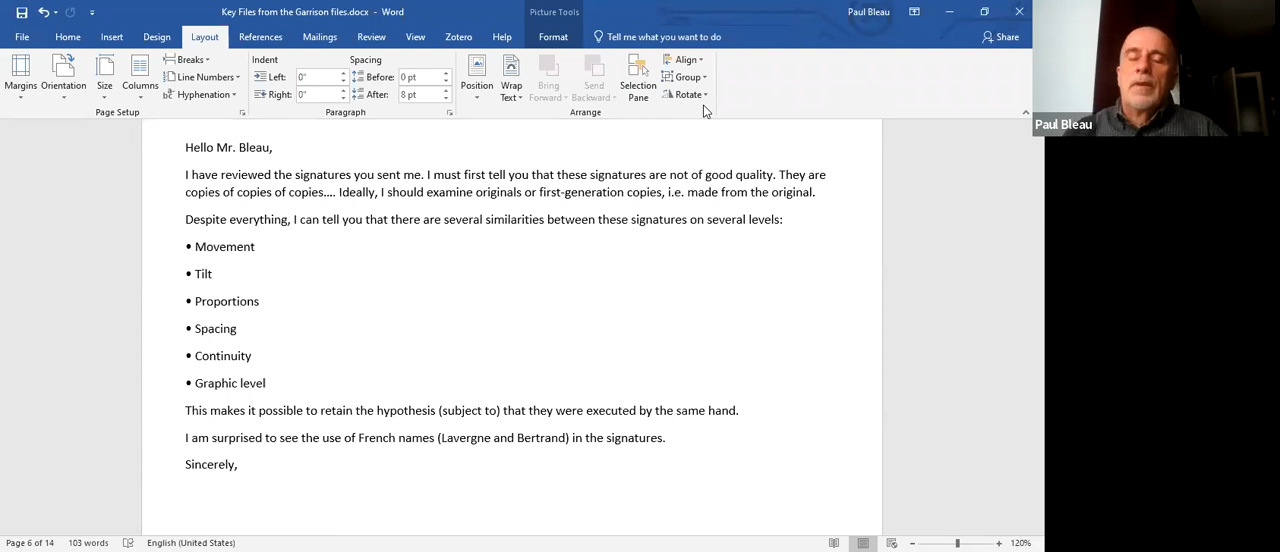 Key Files from the Garrison files.docx - Word
Picture Tools
Paul Bleau
File Home Insert Design Layout References Mailings Review View Zotero Help Format Tell me what you want to do Share
Margins Orientation Size Columns
Breaks
Line Numbers
Hyphenation
Page Setup
Indent
Left: 0"
Right: 0"
Spacing
Before: 0 pt
After: 8 pt
Paragraph
Position Wrap Text Bring Forward Send Backward Selection Pane
Align
Group
Rotate
Arrange
Paul Bleau
Hello Mr. Bleau,
I have reviewed the signatures you sent me. I must first tell you that these signatures are not of good quality. They are
copies of copies of copies.... Ideally, I should examine originals or first-generation copies, i.e. made from the original.
Despite everything, I can tell you that there are several similarities between these signatures on several levels:
• Movement
• Tilt
• Proportions
• Spacing
• Continuity
• Graphic level
This makes it possible to retain the hypothesis (subject to) that they were executed by the same hand.
I am surprised to see the use of French names (Lavergne and Bertrand) in the signatures.
Sincerely,
Page 6 of 14 103 words English (United States) 120%